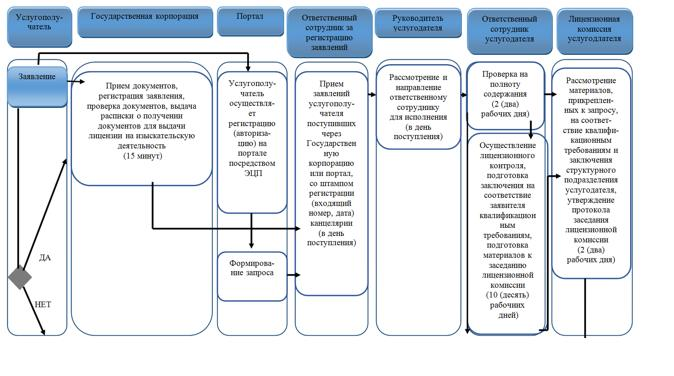 Услугополу-
чатель
Государственная корпорация
Портал
Ответственный
сотрудник за
регистрацию
заявлений
Руководитель
услугодателя
Ответственный
сотрудник
услугодателя
Лицензионная
комиссия
услугодлателя
Заявление
ДА
НЕТ
Прием документов,
регистрация заявления,
проверка документов, выдача
расписки о получении
документов для выдачи
лицензии на изыскательскую
деятельность
(15 минут)
Услугополу-
чатель
осуществля-
ет
регистрацию
(авториза-
цию) на
портале
посредством
ЭЦП
Формирова-
ние запроса
Прием
заявлений
услугополу-
чателя
поступивших
через
Государствен
ную
корпорацию
или портал,
со штампом
регистрации
(входящий
номер, дата)
канцелярии
(в день
поступления)
Рассмотрение и
направление
ответственному
сотруднику
для исполнения
(в день
поступления)
Проверка на
полноту
содержания
(2 (два)
рабочих дня)
Осуществление
лицензионного
контроля,
подготовка
заключения на
соответствие
заявителя
квалификацион
ным
требованиям,
подготовка
материалов к
заседанию
лицензионной
комиссии
(10 (десять)
рабочиих
дней)
Рассмотрение
материалов,
прикреплен-
ных к запросу,
на соответ-
ствие квалифи-
кационным
требованиям и
заключения
структурного
подразделения
услугодателя,
утверждение
протокола
заседания
лицензионной
комиссии
(2 (два)
рабочих дня)